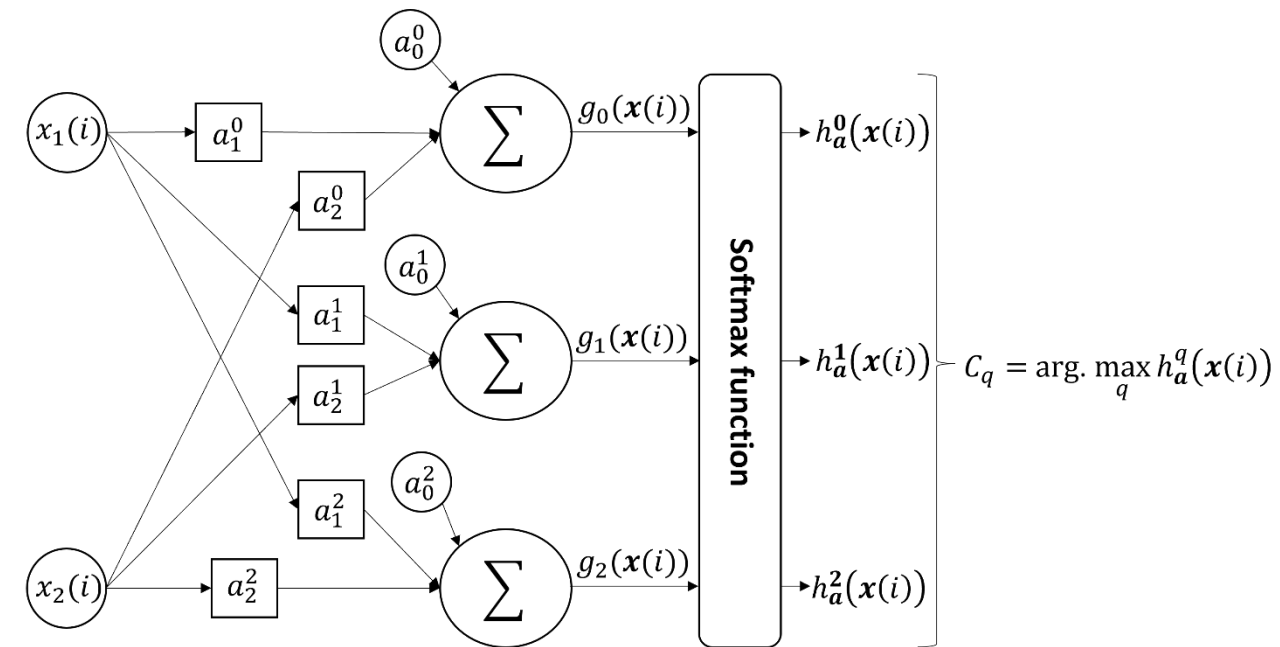 a_0^0
x_1(i)
a_1^0
∑
g_0(x(i))
h_a^0(x(i))
a_2^0
a_0^1
a_1^1
∑
g_1(x(i))
Softmax function
h_a^1(x(i))
C_q = arg. max_q h_a^q(x(i))
a_2^1
a_1^2
a_0^2
x_2(i)
a_2^2
∑
g_2(x(i))
h_a^2(x(i))